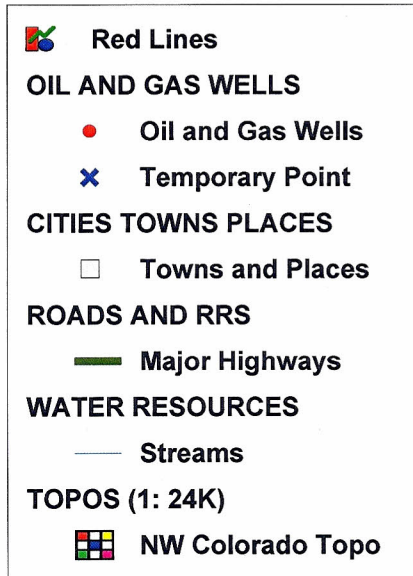 Red Lines
OIL AND GAS WELLS
Oil and Gas Wells
Temporary Point
CITIES TOWNS PLACES
Towns and Places
ROADS AND RRS
Major Highways
WATER RESOURCES
Streams
TOPOS (1: 24K)
NW Colorado Topo